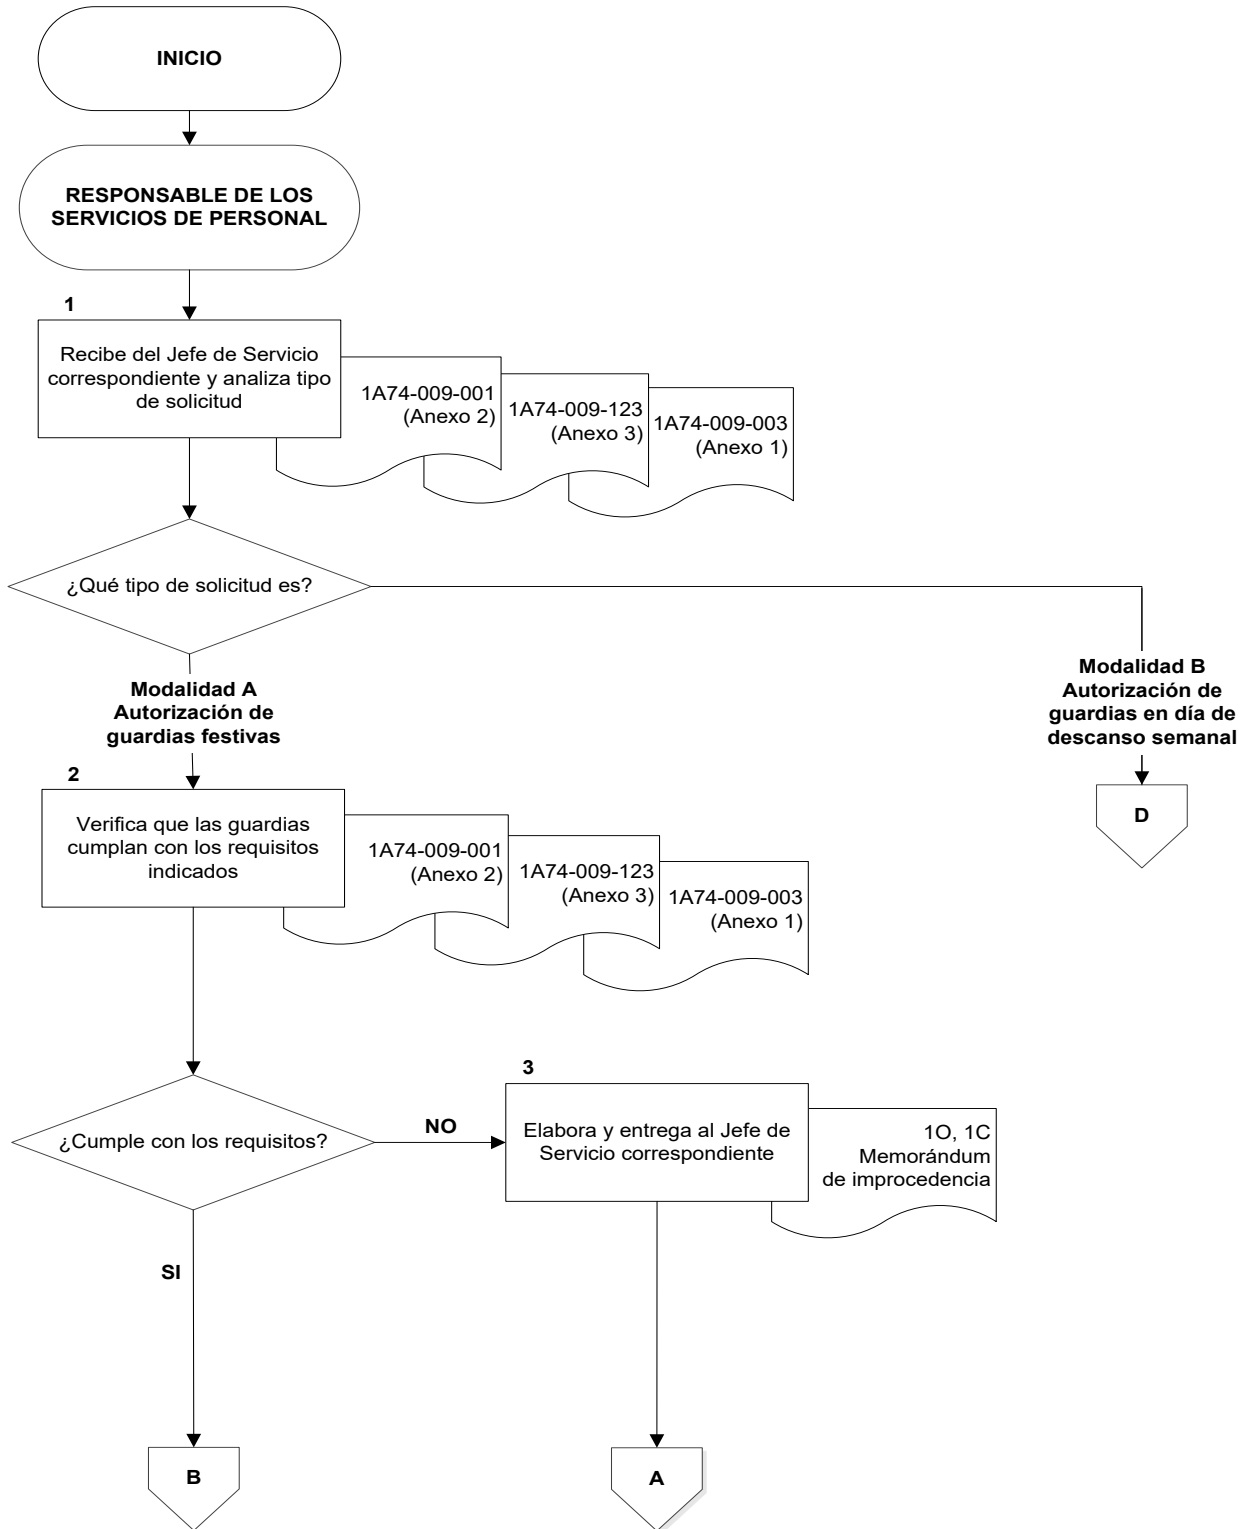 INICIO
RESPONSABLE DE LOS
SERVICIOS DE PERSONAL
1
Recibe del Jefe de Servicio
correspondiente y analiza tipo
de solicitud
1A74-009-001
(Anexo 2)
1A74-009-123
(Anexo 3)
1A74-009-003
(Anexo 1)
¿Qué tipo de solicitud es?
Modalidad A
Autorización de
guardias festivas
Modalidad B
Autorización de
guardias en día de
descanso semanal
D
2
Verifica que las guardias
cumplan con los requisitos
indicados
1A74-009-001
(Anexo 2)
1A74-009-123
(Anexo 3)
1A74-009-003
(Anexo 1)
¿Cumple con los requisitos?
NO
3
Elabora y entrega al Jefe de
Servicio correspondiente
1O, 1C
Memorándum
de improcedencia
SI
B
A